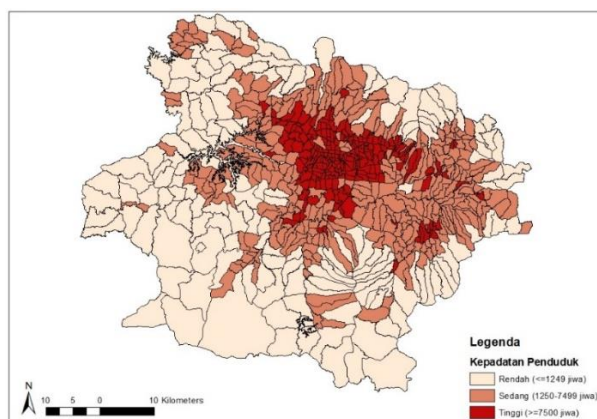 Legenda
Kepadatan Penduduk
Rendah (<=1249 jiwa)
Sedang (1250-7499 jiwa)
Tinggi (>=7500 jiwa)
N
10 5 0 10 Kilometers